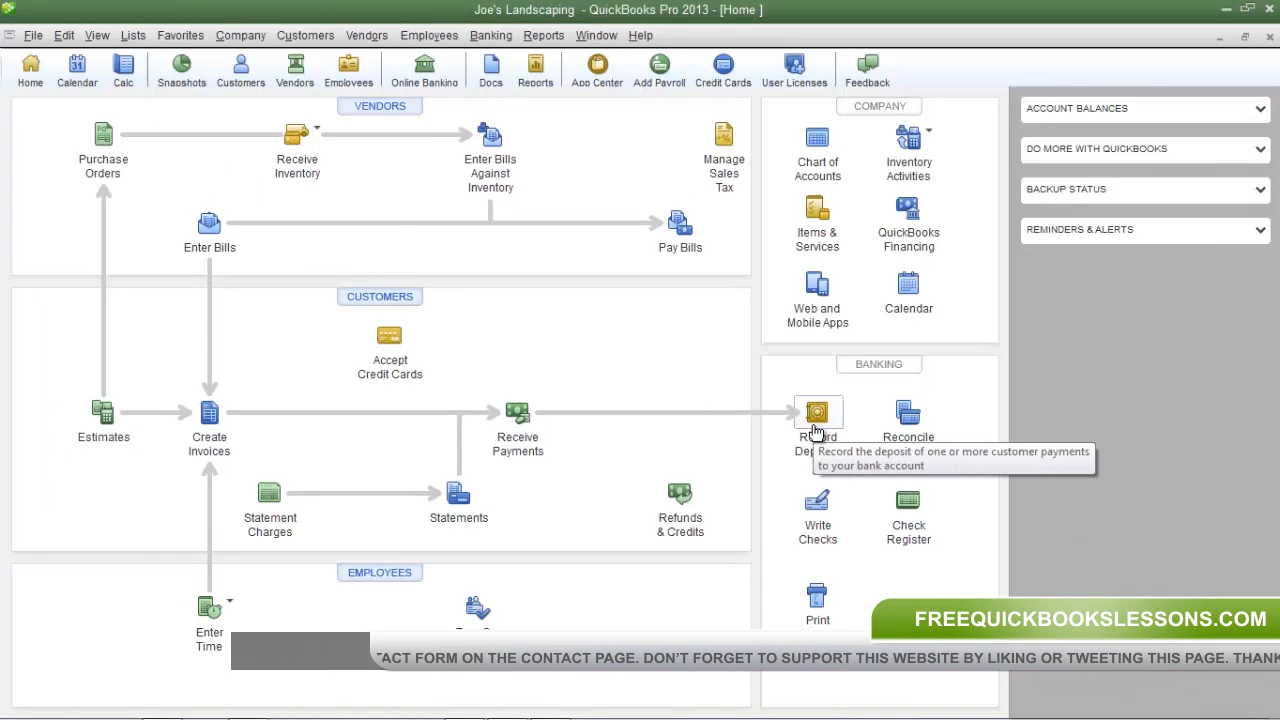 Joe's Landscaping - QuickBooks Pro 2013 - [Home ]
File Edit View Lists Favorites Company Customers Vendors Employees Banking Reports Window Help
31
Home Calendar Calc Snapshots Customers Vendors Employees Online Banking Docs Reports App Center Add Payroll Credit Cards User Licenses Feedback
VENDORS
Purchase
Orders
Receive
Inventory
Enter Bills
Against
Inventory
Manage
Sales
Tax
Enter Bills
Pay Bills
CUSTOMERS
Accept
Credit Cards
Estimates
Create
Invoices
Receive
Payments
Statement
Charges
Statements
Refunds
& Credits
EMPLOYEES
Enter
Time
COMPANY
Chart of
Accounts
Inventory
Activities
Items &
Services
QuickBooks
Financing
Web and
Mobile Apps
Calendar
BANKING
Reconcile
Record the deposit of one or more customer payments
to your bank account
Write
Checks
Check
Register
Print
ACCOUNT BALANCES
DO MORE WITH QUICKBOOKS
BACKUP STATUS
REMINDERS & ALERTS
FREEQUICKBOOKSLESSONS.COM
FORM ON THE CONTACT PAGE. DON'T FORGET TO SUPPORT THIS WEBSITE BY LIKING OR TWEETING THIS PAGE.